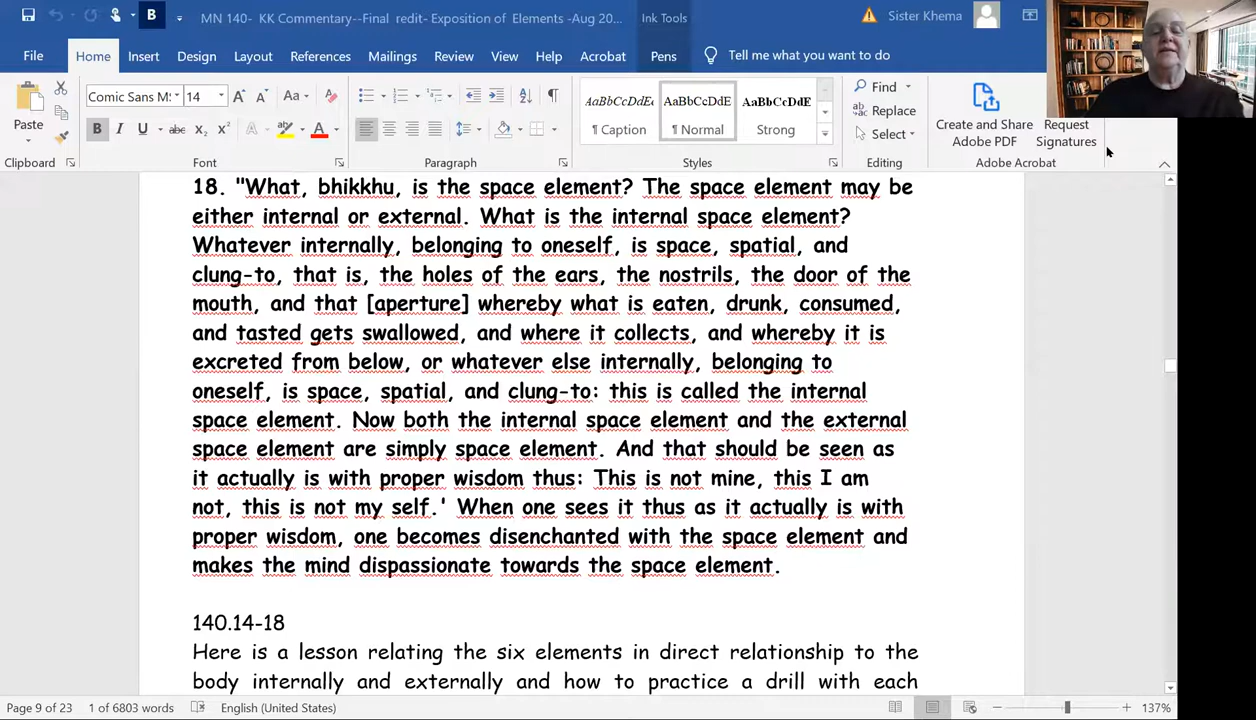 MN 140- KK Commentary--Final redit- Exposition of Elements -Aug 20...
Ink Tools
Sister Khema
File Home Insert Draw Design Layout References Mailings Review View Help Acrobat Pens Tell me what you want to do
Paste
Comic Sans M: 14
Aa
B I U abc X2 X2 A A
AaBbCcDdEe AaBbCcDdE AaBbCcDdE
¶ Caption ¶ Normal Strong
Find
Replace
Select
Create and Share Adobe PDF
Request Signatures
Clipboard Font Paragraph Styles Editing Adobe Acrobat
18. "What, bhikkhu, is the space element? The space element may be
either internal or external. What is the internal space element?
Whatever internally, belonging to oneself, is space, spatial, and
clung-to, that is, the holes of the ears, the nostrils, the door of the
mouth, and that [aperture] whereby what is eaten, drunk, consumed,
and tasted gets swallowed, and where it collects, and whereby it is
excreted from below, or whatever else internally, belonging to
oneself, is space, spatial, and clung-to: this is called the internal
space element. Now both the internal space element and the external
space element are simply space element. And that should be seen as
it actually is with proper wisdom thus: This is not mine, this I am
not, this is not my self.' When one sees it thus as it actually is with
proper wisdom, one becomes disenchanted with the space element and
makes the mind dispassionate towards the space element.
140.14-18
Here is a lesson relating the six elements in direct relationship to the
body internally and externally and how to practice a drill with each
Page 9 of 23 1 of 6803 words English (United States) 137%